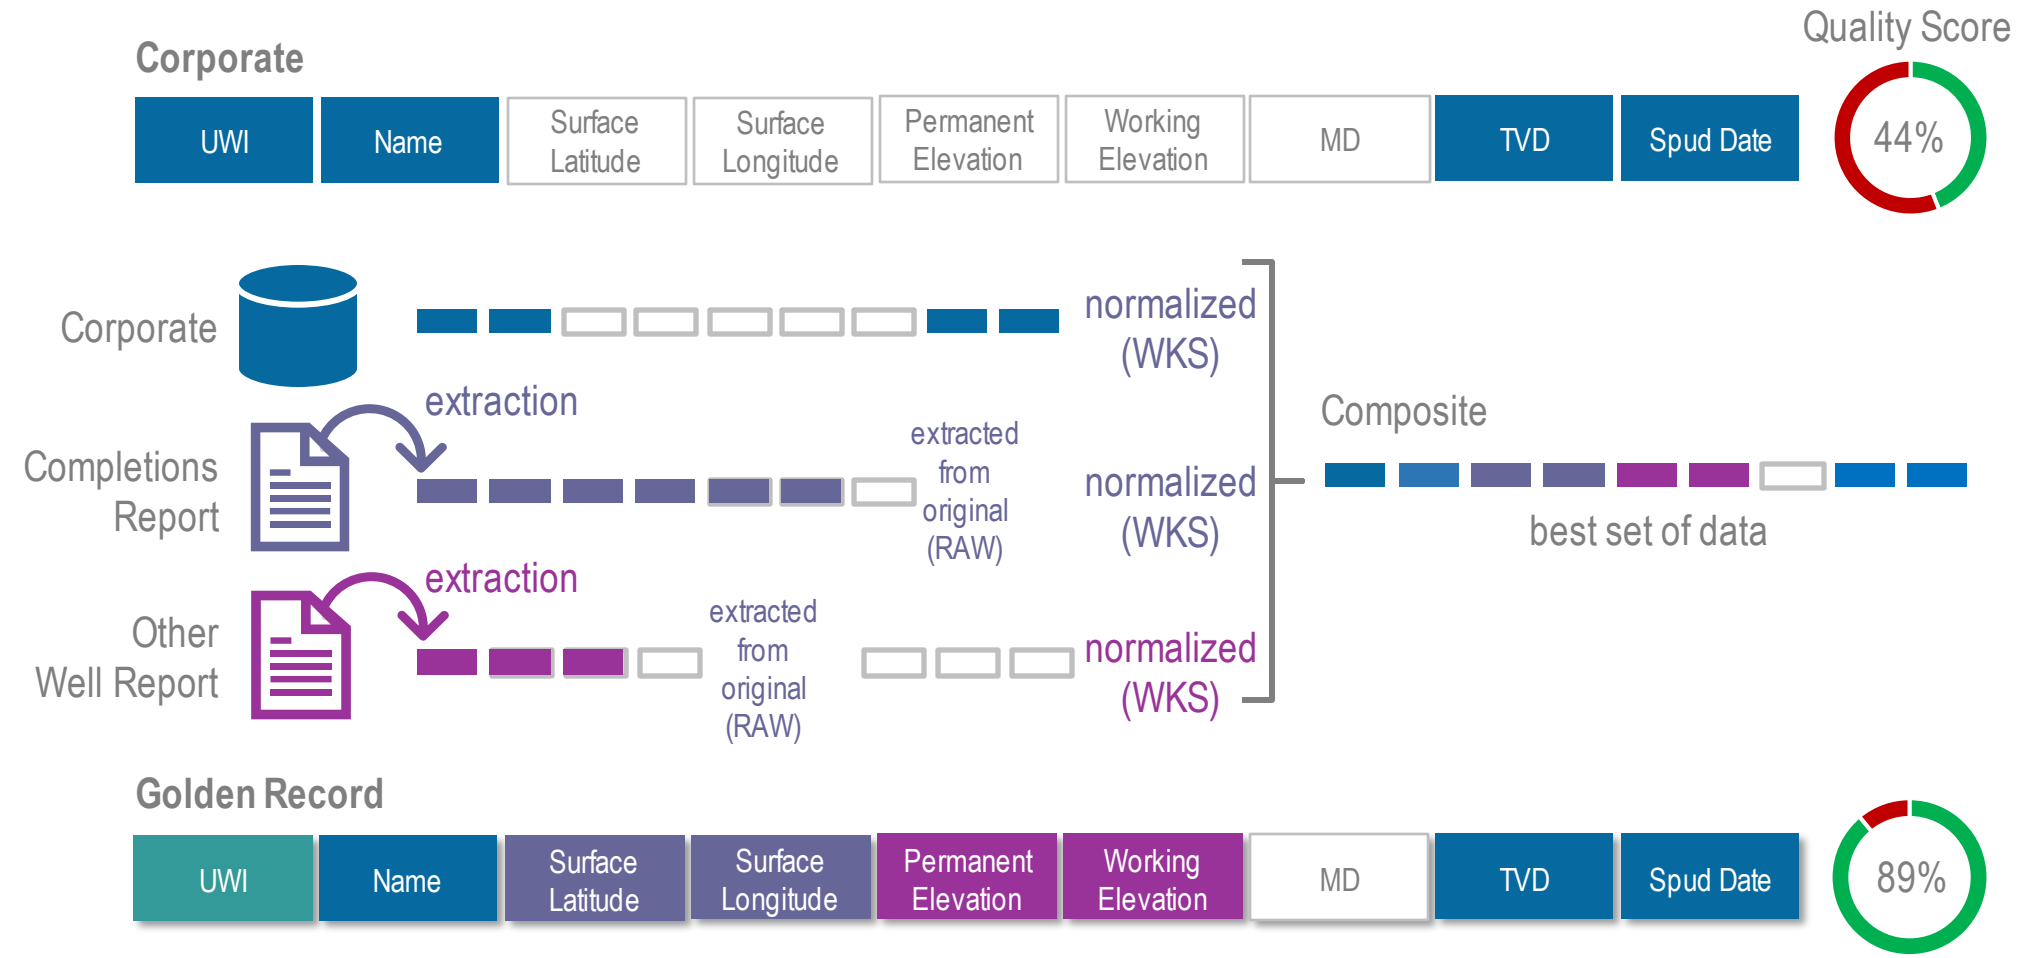 Quality Score
Corporate
UWI
Name
Surface
Latitude
Surface
Longitude
Permanent
Elevation
Working
Elevation
MD
TVD
Spud Date
44%
Corporate
normalized
(WKS)
extraction
Completions
Report
extracted
from
original
(RAW)
normalized
(WKS)
Composite
best set of data
extraction
Other
Well Report
extracted
from
original
(RAW)
normalized
(WKS)
Golden Record
UWI
Name
Surface
Latitude
Surface
Longitude
Permanent
Elevation
Working
Elevation
MD
TVD
Spud Date
89%